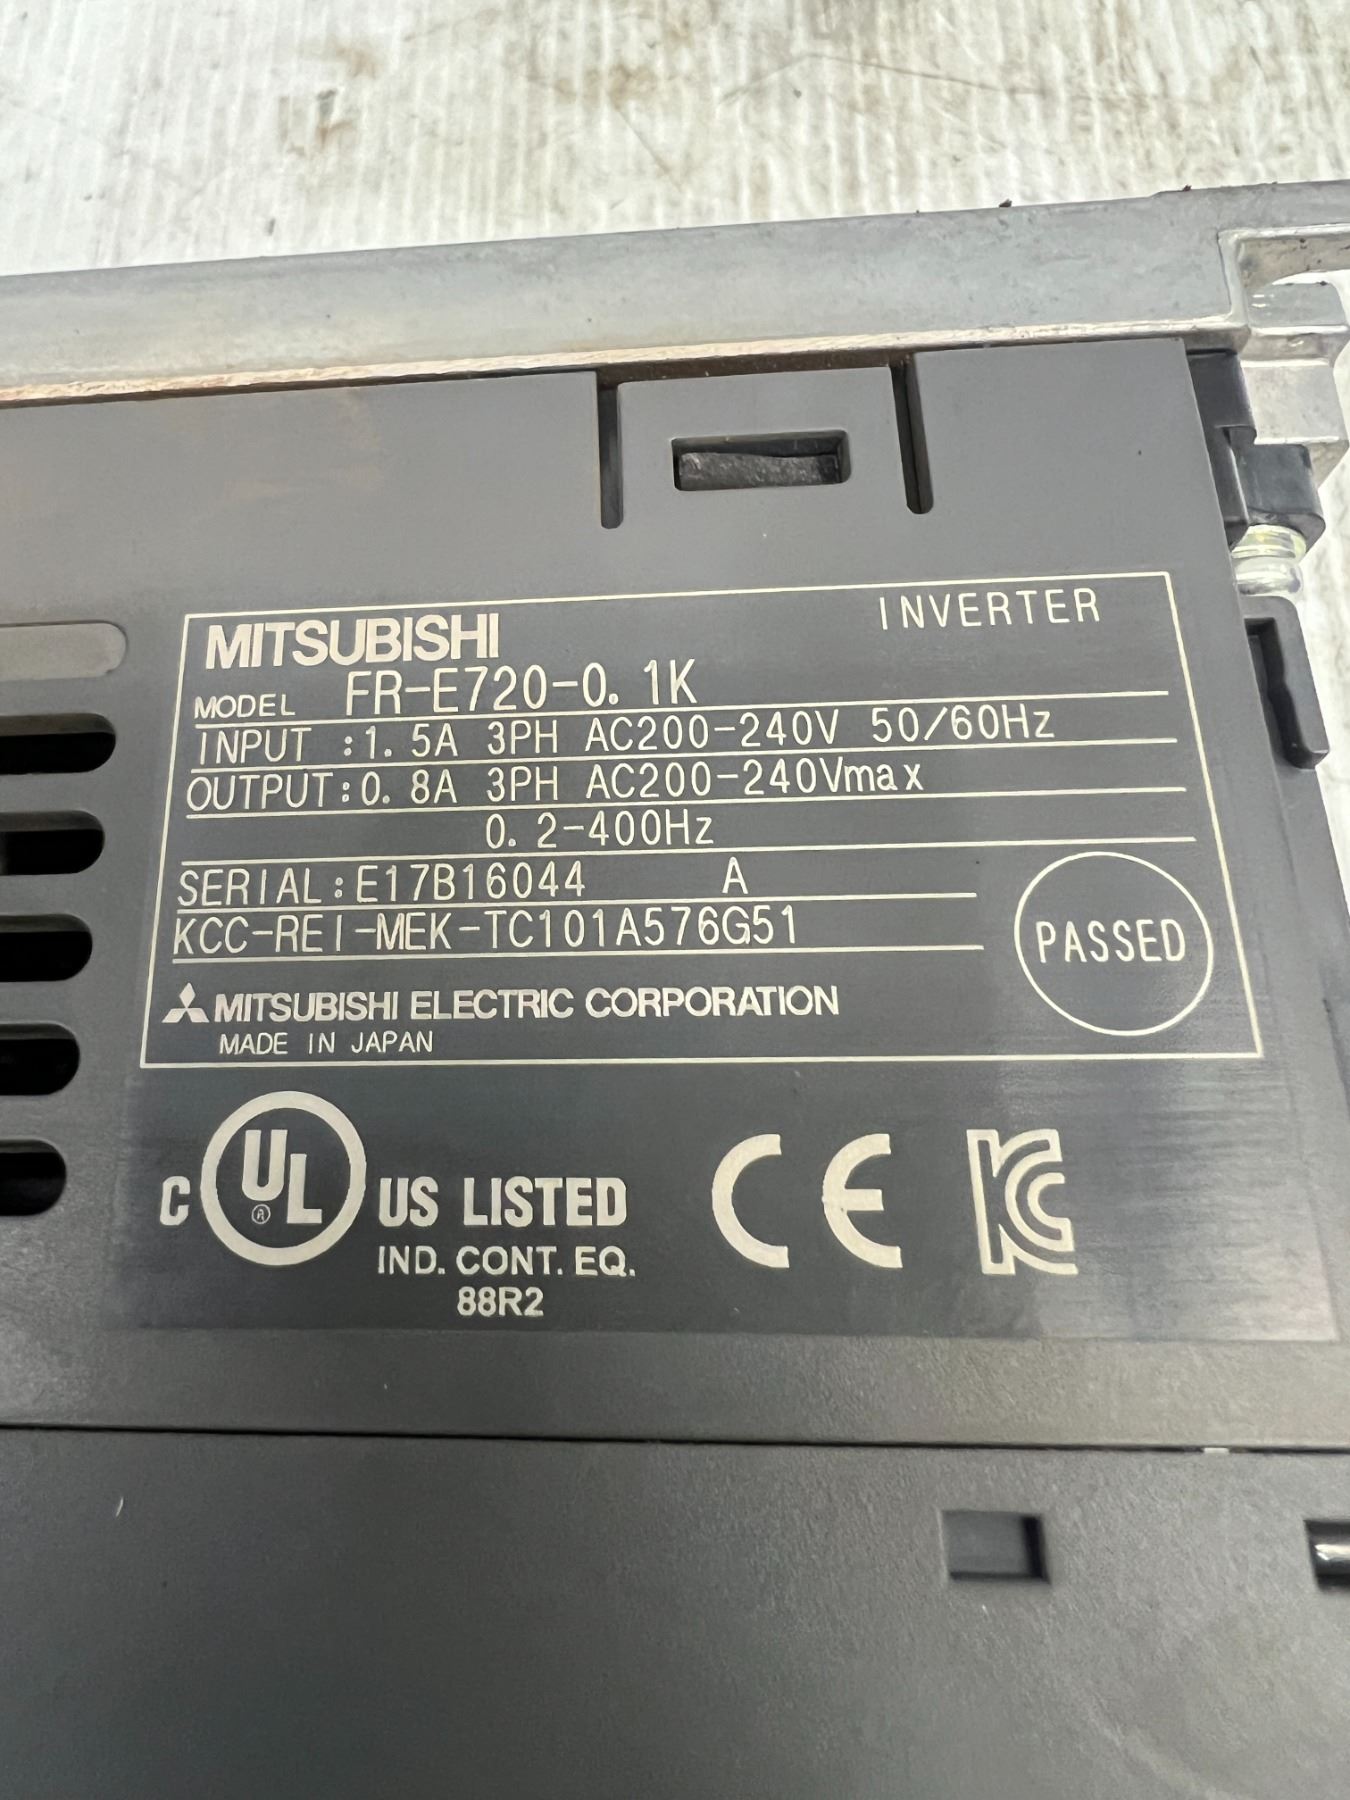 MITSUBISHI INVERTER
MODEL FR-E720-0.1K
INPUT :1.5A 3PH AC200-240V 50/60Hz
OUTPUT:0.8A 3PH AC200-240Vmax
0.2-400Hz
SERIAL:E17B16044 A
KCC-REI-MEK-TC101A576G51
PASSED
MITSUBISHI ELECTRIC CORPORATION
MADE IN JAPAN
C UL ® US LISTED CE KC
IND. CONT. EQ.
88R2